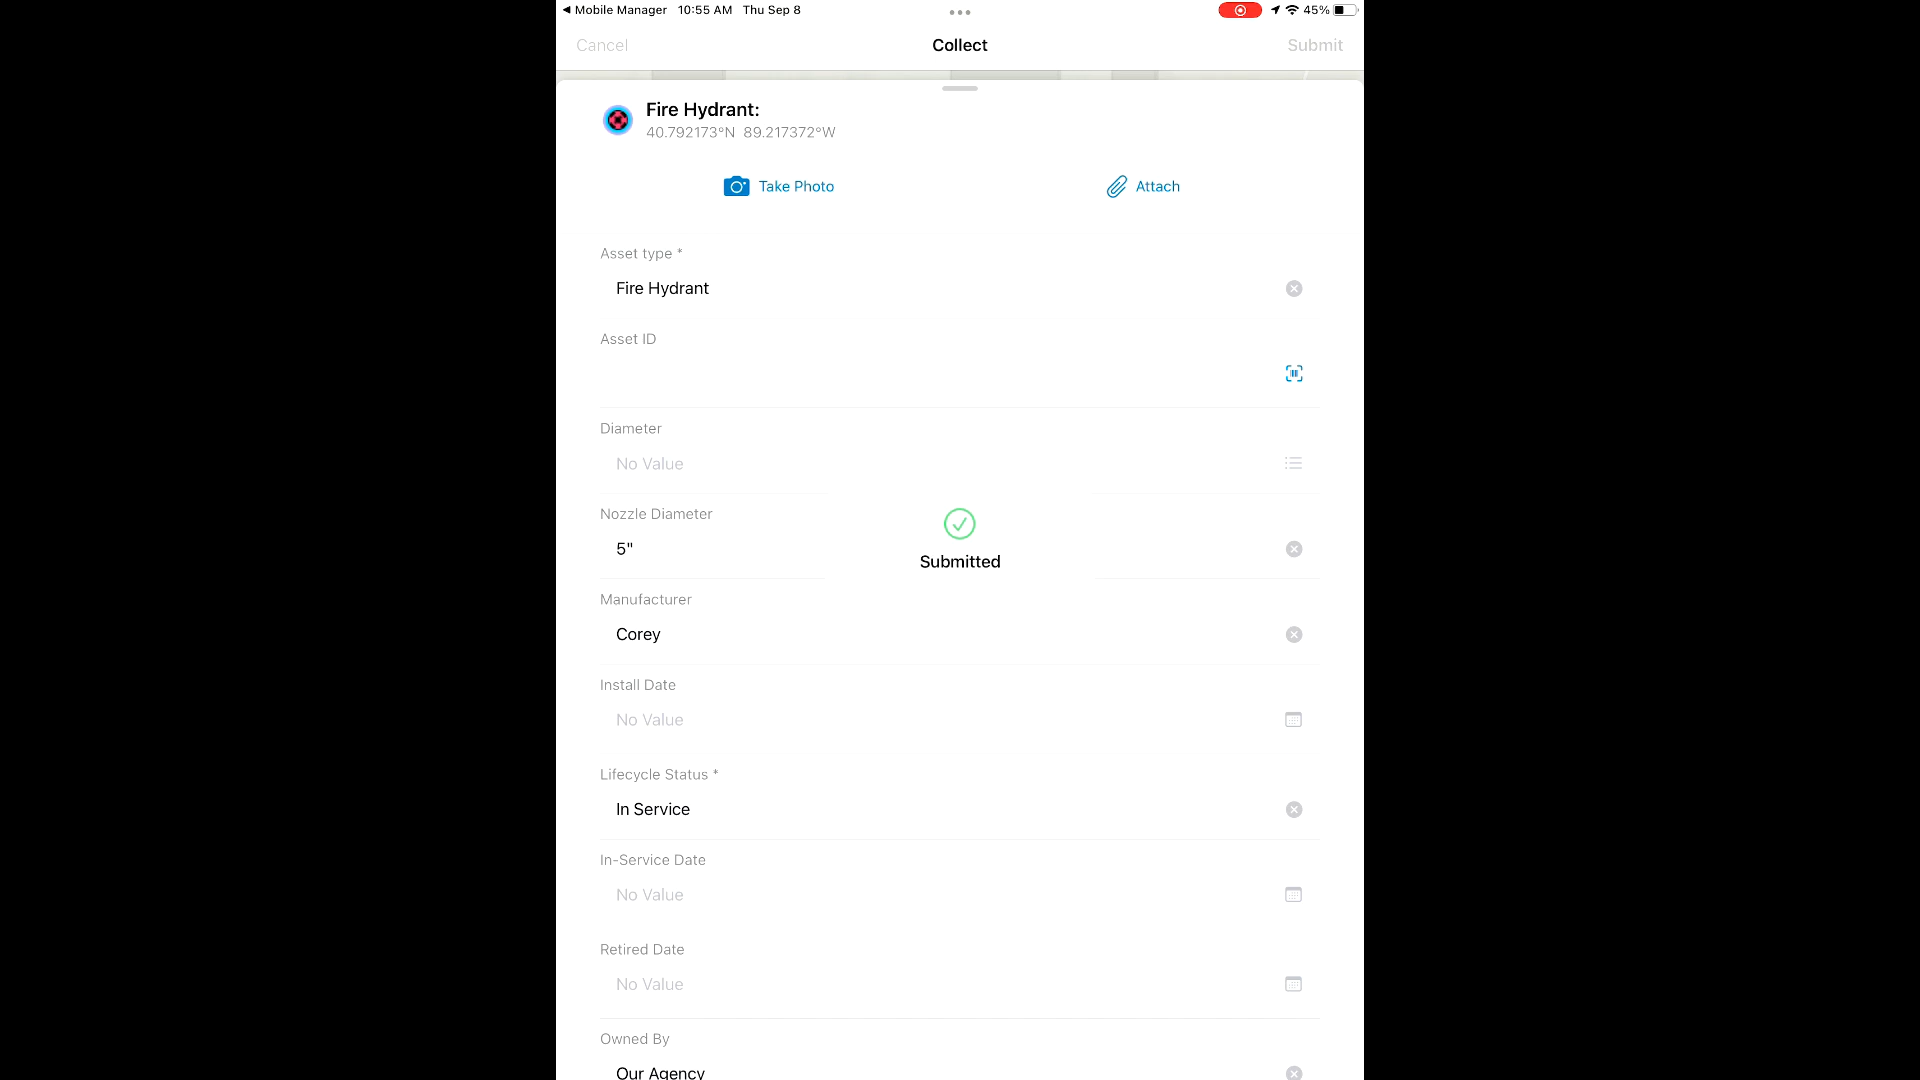 ◀ Mobile Manager 10:55 AM Thu Sep 8
45%
Cancel
Collect
Submit
Fire Hydrant:
40.792173°N 89.217372°W
Take Photo
Attach
Asset type *
Fire Hydrant
Asset ID
Diameter
No Value
Nozzle Diameter
5"
Submitted
Manufacturer
Corey
Install Date
No Value
Lifecycle Status *
In Service
In-Service Date
No Value
Retired Date
No Value
Owned By
Our Agency